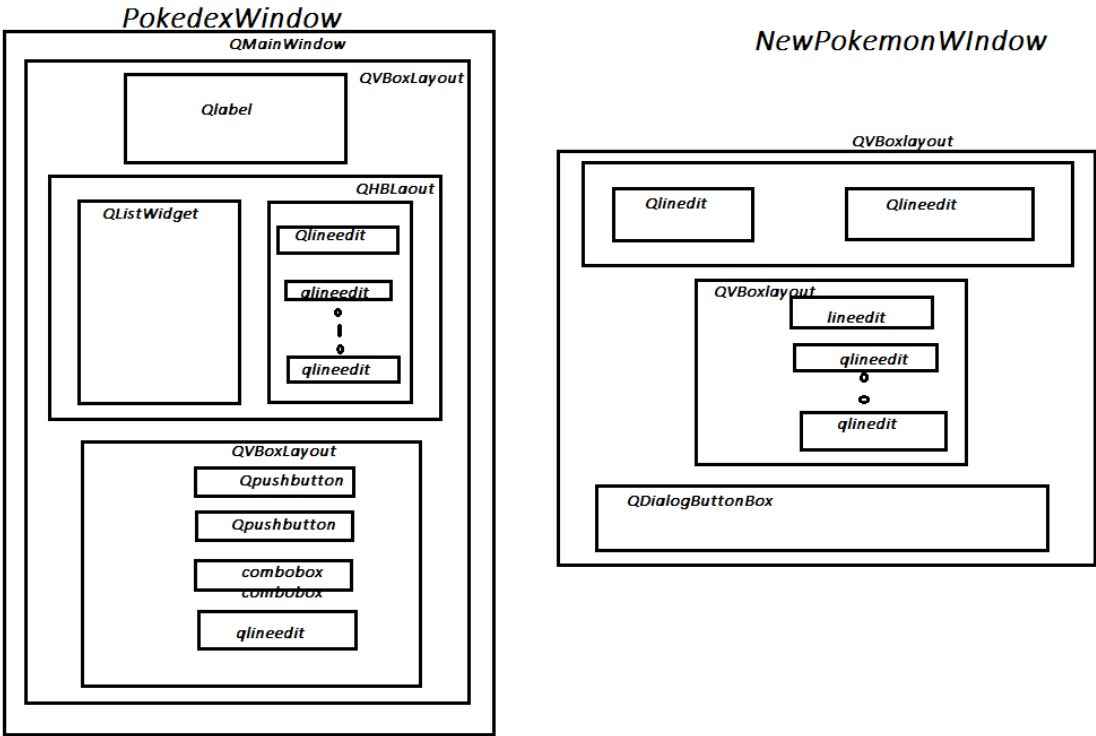 PokedexWindow
QMainWindow
QVBoxLayout
Qlabel
QHBLaout
QListWidget
Qlineedit
qlineedit
qlineedit
QVBoxLayout
Qpushbutton
Qpushbutton
combobox
combobox
qlineedit
NewPokemonWIndow
QVBoxlayout
Qlinedit
Qlineedit
QVBoxlayout
lineedit
qlineedit
qlinedit
QDialogButtonBox